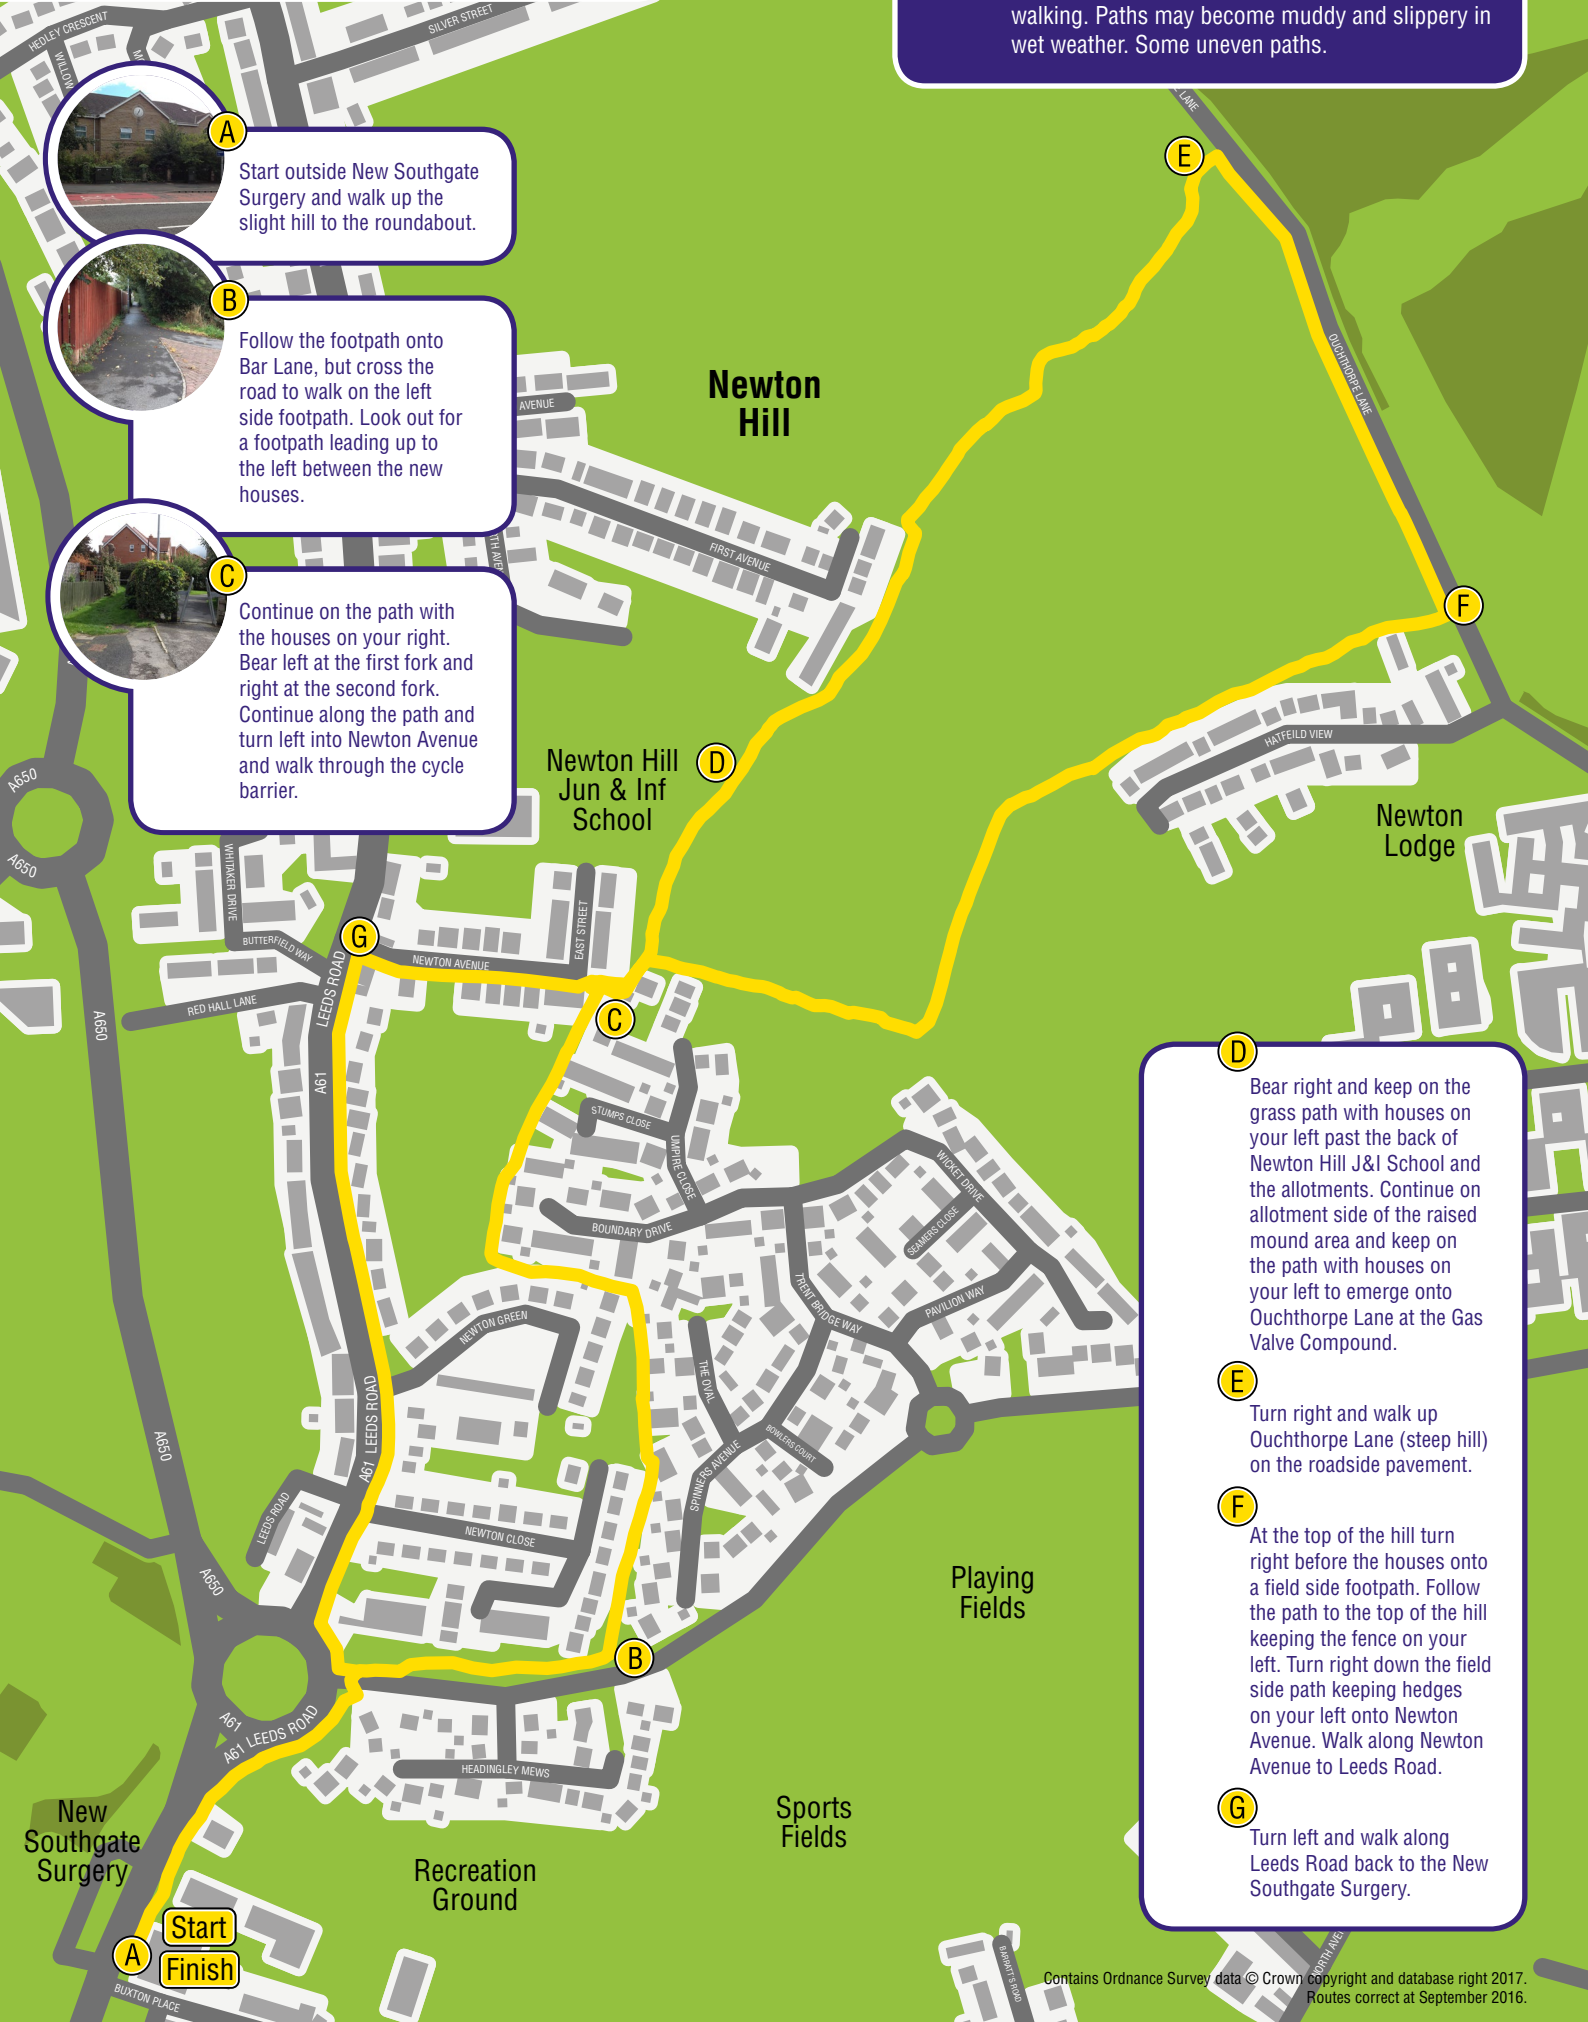 walking. Paths may become muddy and slippery in
wet weather. Some uneven paths.
HEDLEY CRESCENT
WILLOW
SILVER STREET
LANE
A
Start outside New Southgate
Surgery and walk up the
slight hill to the roundabout.
B
Follow the footpath onto
Bar Lane, but cross the
road to walk on the left
side footpath. Look out for
a footpath leading up to
the left between the new
houses.
C
Continue on the path with
the houses on your right.
Bear left at the first fork and
right at the second fork.
Continue along the path and
turn left into Newton Avenue
and walk through the cycle
barrier.
E
OUCHTHORPE LANE
Newton
Hill
AVENUE
FIRST AVENUE
F
HATFEILD VIEW
Newton Hill
Jun & Inf
School
D
Newton
Lodge
A650
A650
WHITAKER DRIVE
BUTTERFIELD WAY
G
NEWTON AVENUE
EAST STREET
RED HALL LANE
LEEDS ROAD
A61
A650
C
STUMPS CLOSE
UMPIRE CLOSE
BOUNDARY DRIVE
WICKET DRIVE
SEAMERS CLOSE
PAVILION WAY
TRENT BRIDGE WAY
NEWTON GREEN
THE OVAL
BOWLERS COURT
SPINNERS AVENUE
A61 LEEDS ROAD
LEEDS ROAD
NEWTON CLOSE
A650
A650
B
Playing
Fields
A61
A61 LEEDS ROAD
HEADINGLEY MEWS
New
Southgate
Surgery
Sports
Fields
Recreation
Ground
Start
A
Finish
BUXTON PLACE
BARRATT'S ROAD
D
Bear right and keep on the
grass path with houses on
your left past the back of
Newton Hill J&I School and
the allotments. Continue on
allotment side of the raised
mound area and keep on
the path with houses on
your left to emerge onto
Ouchthorpe Lane at the Gas
Valve Compound.
E
Turn right and walk up
Ouchthorpe Lane (steep hill)
on the roadside pavement.
F
At the top of the hill turn
right before the houses onto
a field side footpath. Follow
the path to the top of the hill
keeping the fence on your
left. Turn right down the field
side path keeping hedges
on your left onto Newton
Avenue. Walk along Newton
Avenue to Leeds Road.
G
Turn left and walk along
Leeds Road back to the New
Southgate Surgery.
Contains Ordnance Survey data © Crown copyright and database right 2017.
Routes correct at September 2016.